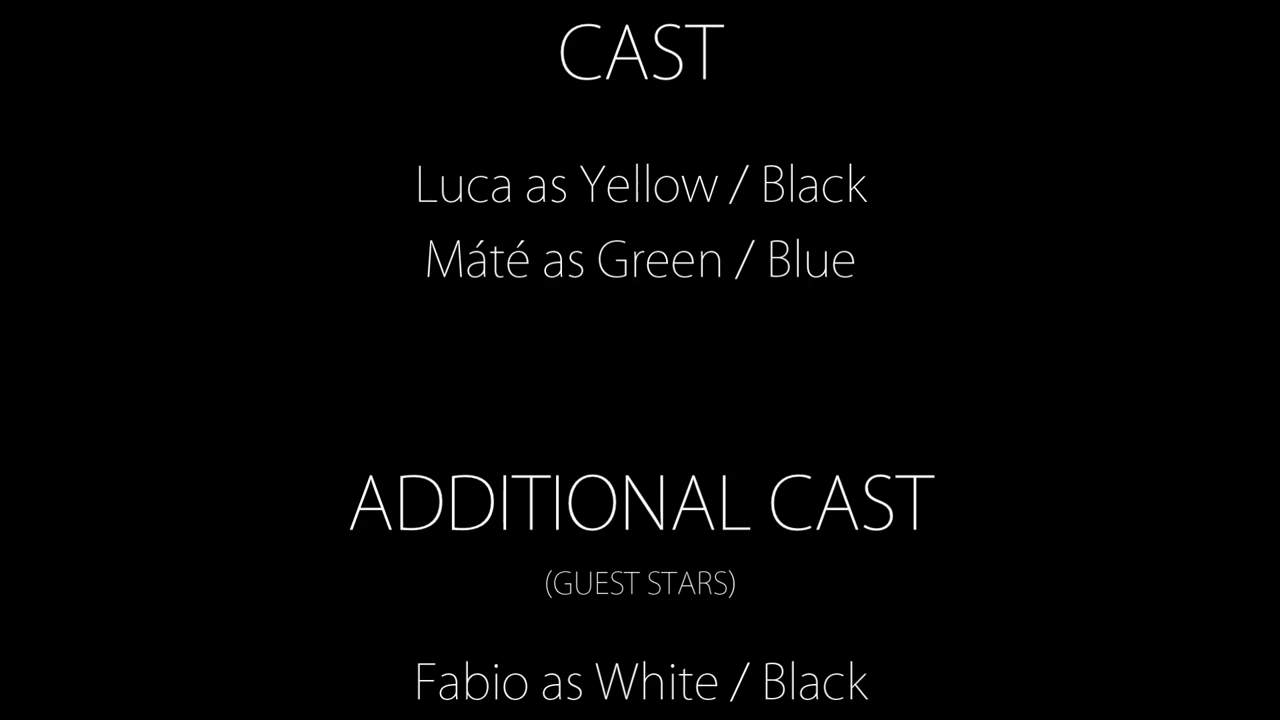 CAST
Luca as Yellow / Black
Máté as Green / Blue
ADDITIONAL CAST
(GUEST STARS)
Fabio as White / Black